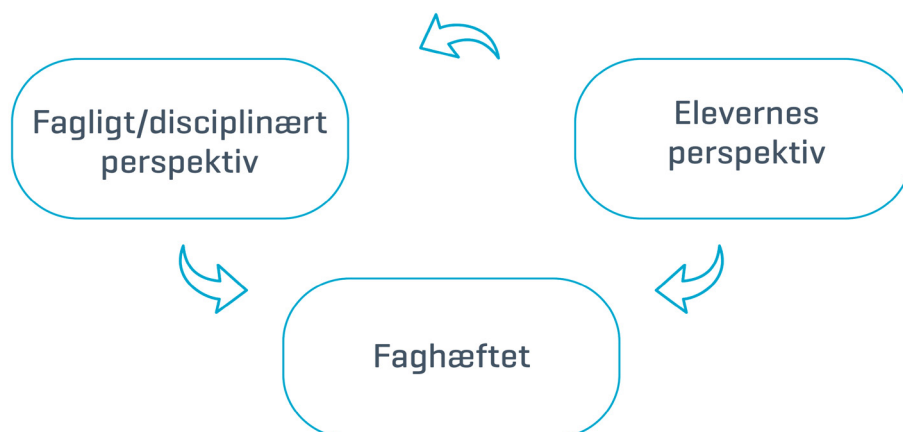 Fagligt/disciplinært
perspektiv
Elevernes
perspektiv
Faghæftet